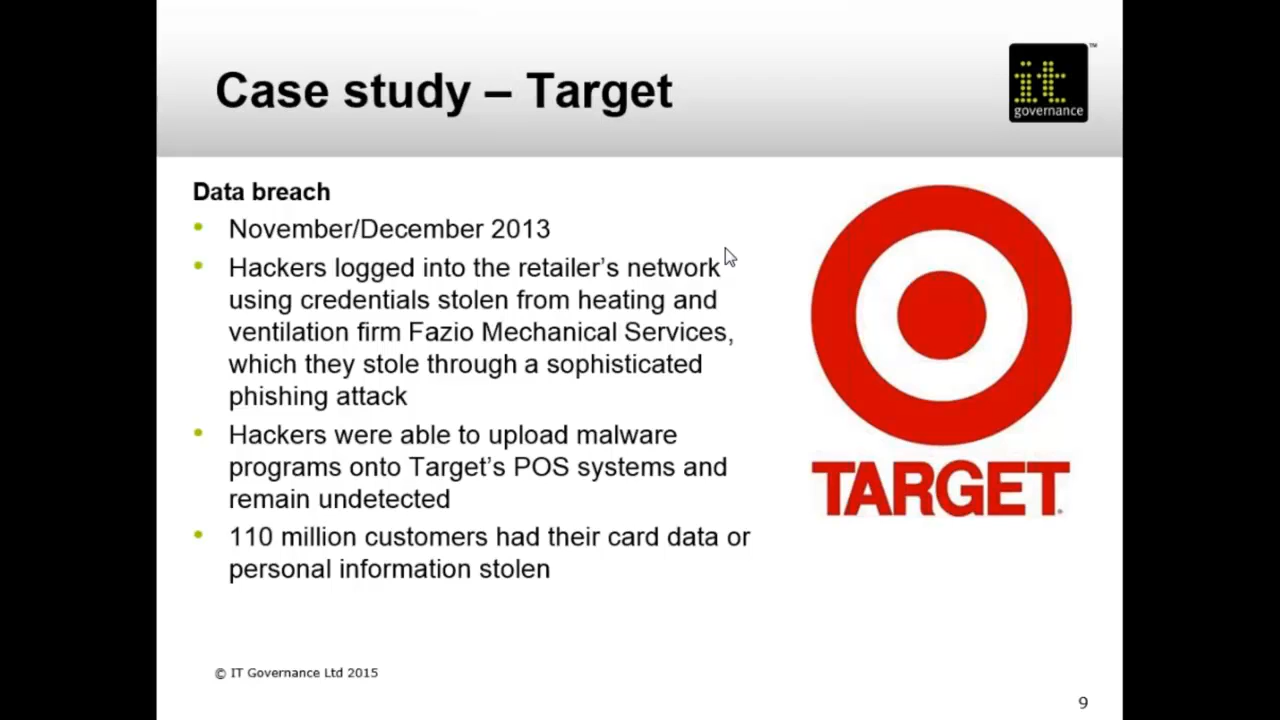 Case study – Target
it
governance
™
Data breach
• November/December 2013
• Hackers logged into the retailer's network
using credentials stolen from heating and
ventilation firm Fazio Mechanical Services,
which they stole through a sophisticated
phishing attack
• Hackers were able to upload malware
programs onto Target's POS systems and
remain undetected
• 110 million customers had their card data or
personal information stolen
TARGET
© IT Governance Ltd 2015
9